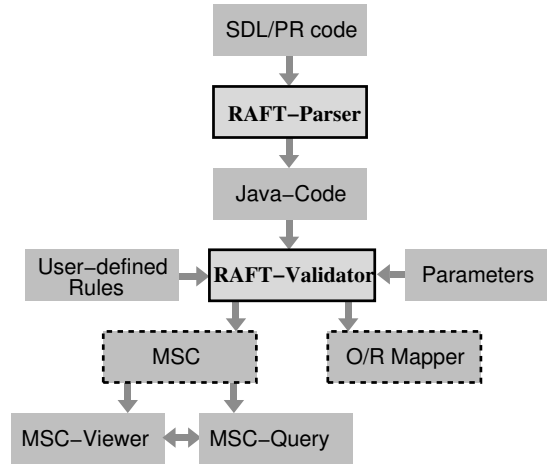 SDL/PR code
RAFT−Parser
Java−Code
User−defined
Rules
RAFT−Validator
Parameters
MSC
O/R Mapper
MSC−Viewer
MSC−Query